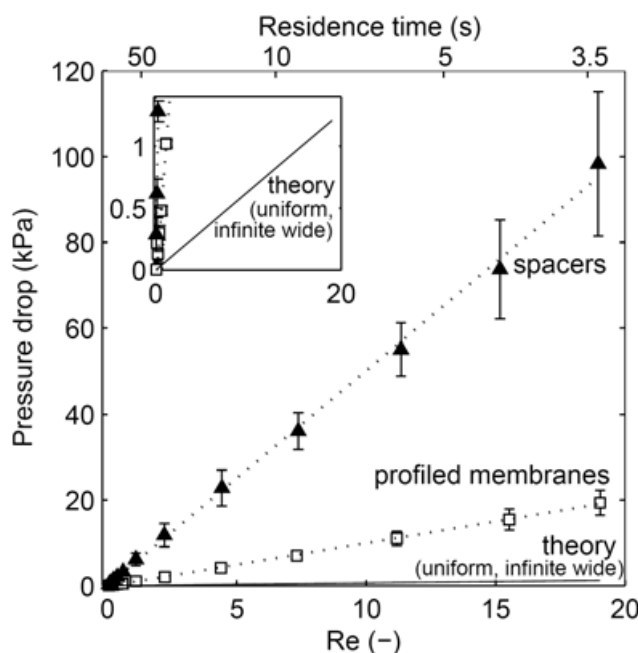 Residence time (s)
50 10 5 3.5
120
100
80
60
40
20
0
Pressure drop (kPa)
1
0.5
0
0 20
theory
(uniform,
infinite wide)
spacers
profiled membranes
theory
(uniform, infinite wide)
0 5 10 15 20
Re (−)